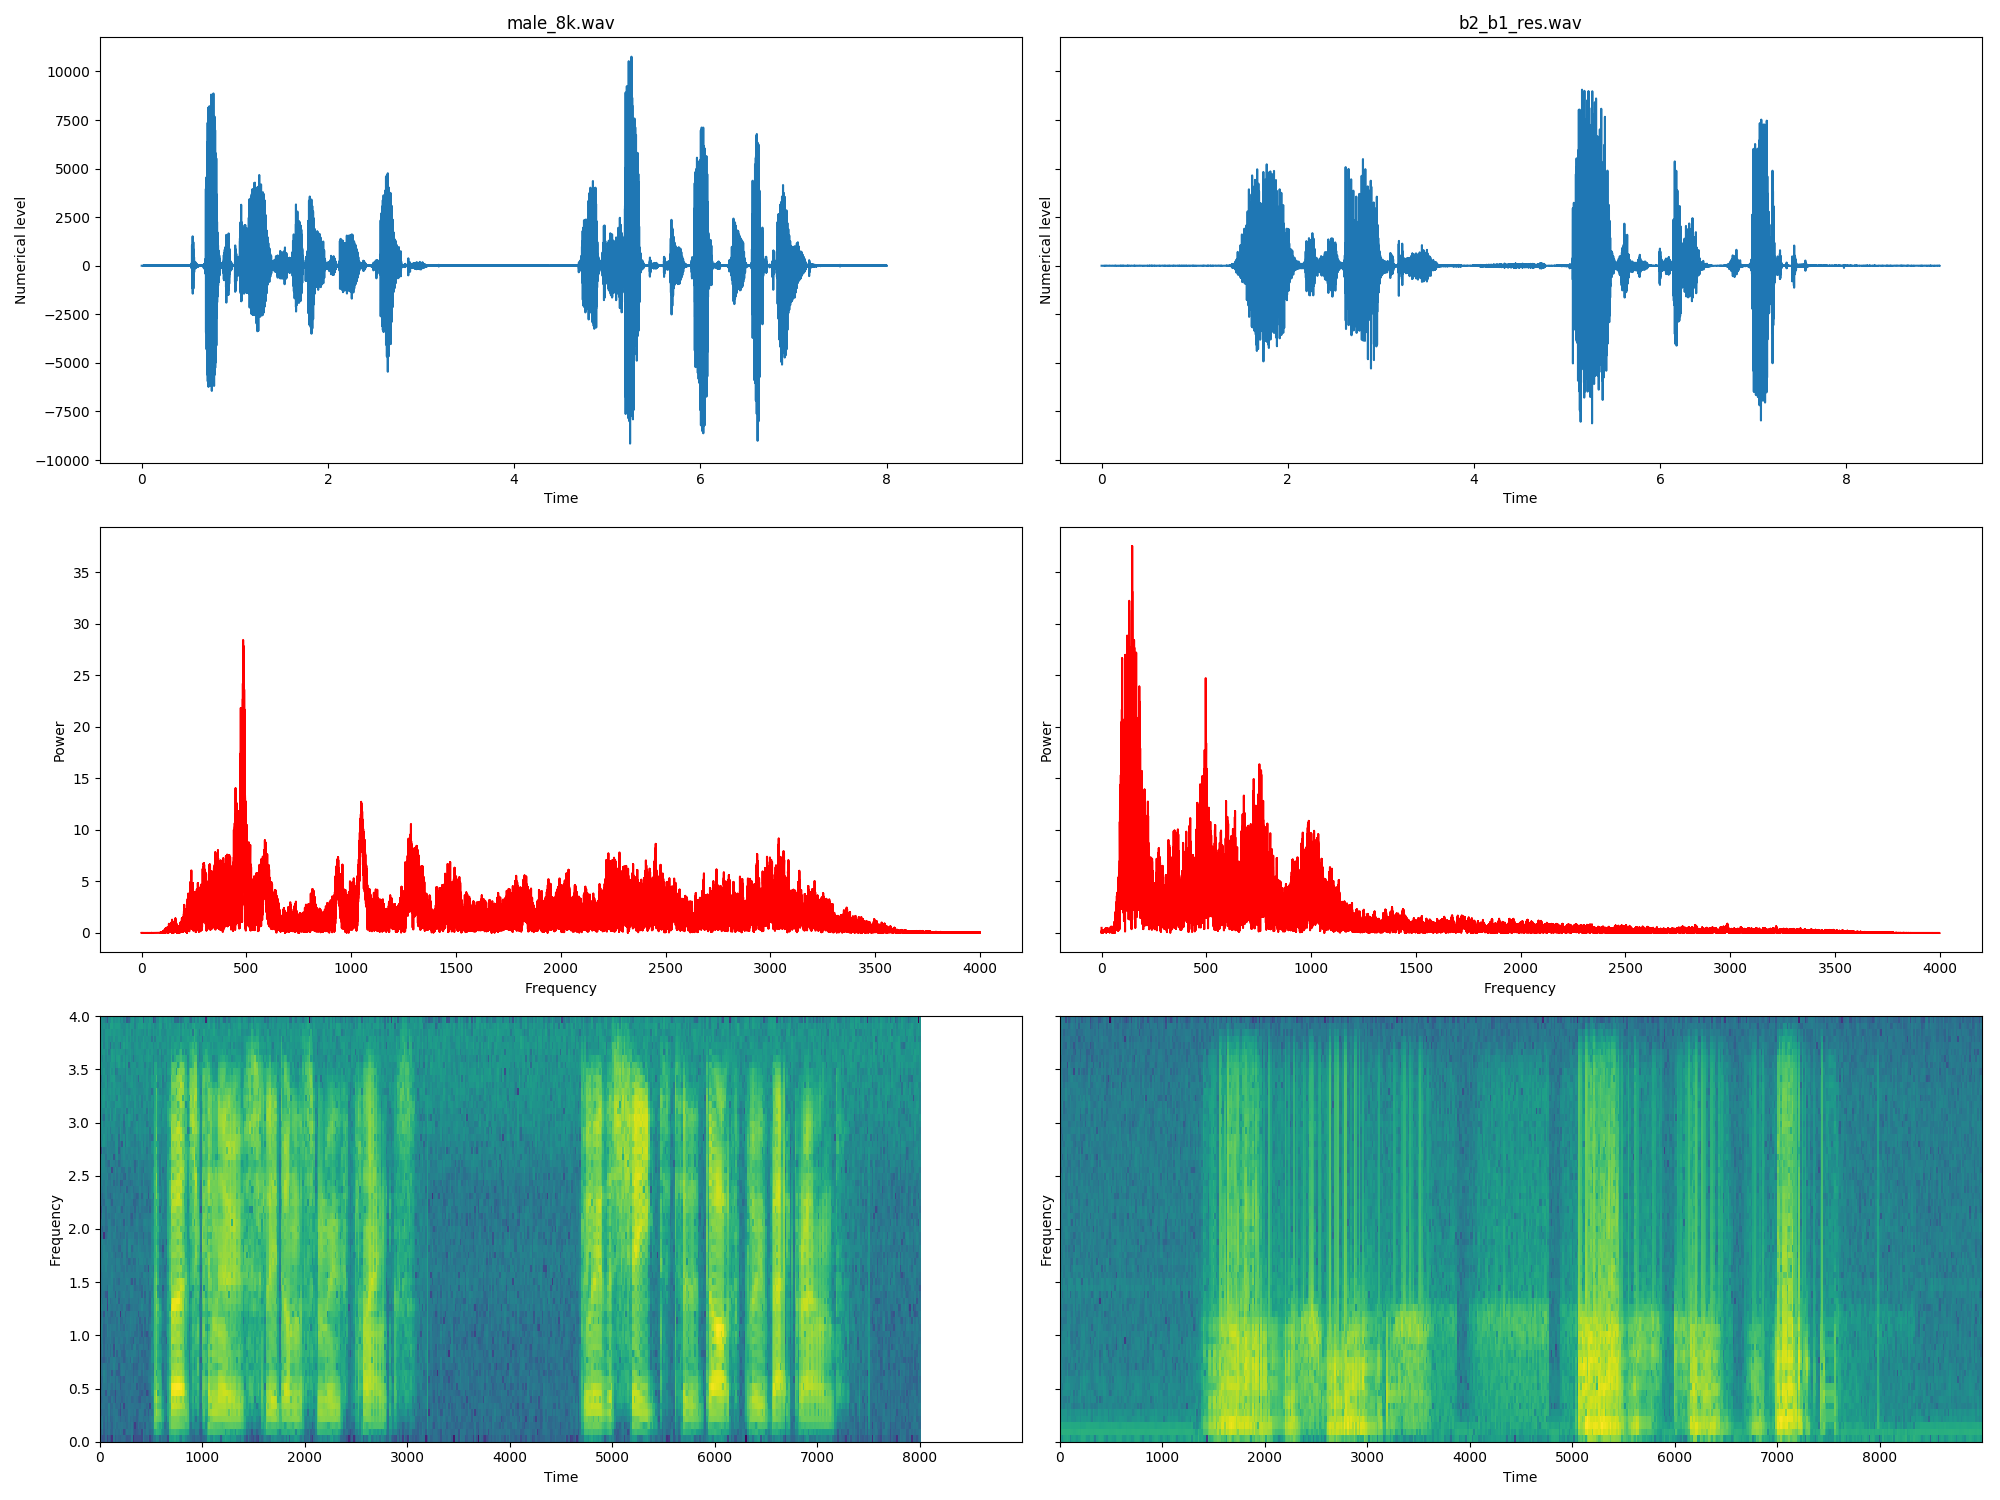 male_8k.wav
b2_b1_res.wav
10000
7500
5000
2500
0
−2500
−5000
−7500
−10000
Numerical level
Numerical level
0 2 4 6 8
0 2 4 6 8
Time
Time
35
30
25
20
15
10
5
0
Power
Power
0 500 1000 1500 2000 2500 3000 3500 4000
0 500 1000 1500 2000 2500 3000 3500 4000
Frequency
Frequency
4.0
3.5
3.0
2.5
2.0
1.5
1.0
0.5
0.0
Frequency
Frequency
0 1000 2000 3000 4000 5000 6000 7000 8000
0 1000 2000 3000 4000 5000 6000 7000 8000
Time
Time